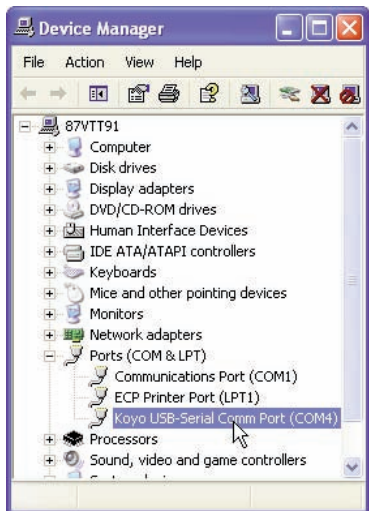 Device Manager
File Action View Help
87VTT91
Computer
Disk drives
Display adapters
DVD/CD-ROM drives
Human Interface Devices
IDE ATA/ATAPI controllers
Keyboards
Mice and other pointing devices
Monitors
Network adapters
Ports (COM & LPT)
Communications Port (COM1)
ECP Printer Port (LPT1)
Koyo USB-Serial Comm Port (COM4)
Processors
Sound, video and game controllers